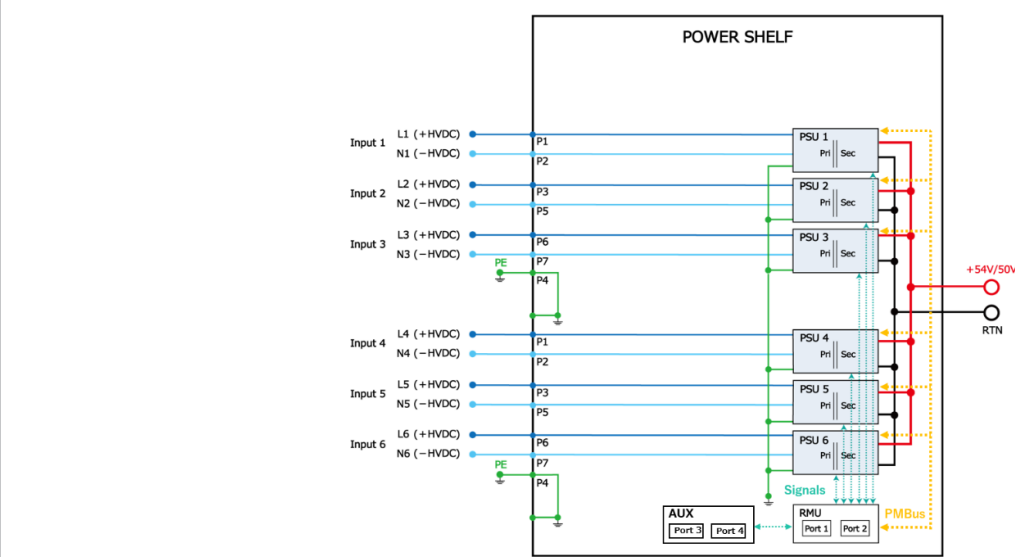 POWER SHELF
Input 1
L1 (+HVDC)
N1 (−HVDC)
P1
P2
PSU 1
Pri
Sec
Input 2
L2 (+HVDC)
N2 (−HVDC)
P3
P5
PSU 2
Pri
Sec
Input 3
L3 (+HVDC)
N3 (−HVDC)
P6
P7
PSU 3
Pri
Sec
PE
P4
+54V/50V
RTN
Input 4
L4 (+HVDC)
N4 (−HVDC)
P1
P2
PSU 4
Pri
Sec
Input 5
L5 (+HVDC)
N5 (−HVDC)
P3
P5
PSU 5
Pri
Sec
Input 6
L6 (+HVDC)
N6 (−HVDC)
P6
P7
PSU 6
Pri
Sec
PE
P4
Signals
AUX
Port 3
Port 4
RMU
Port 1
Port 2
PMBus